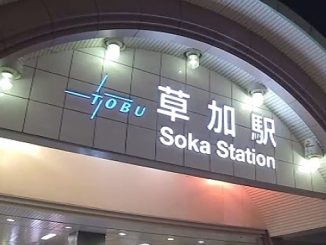 TOBU
草加駅
Soka Station